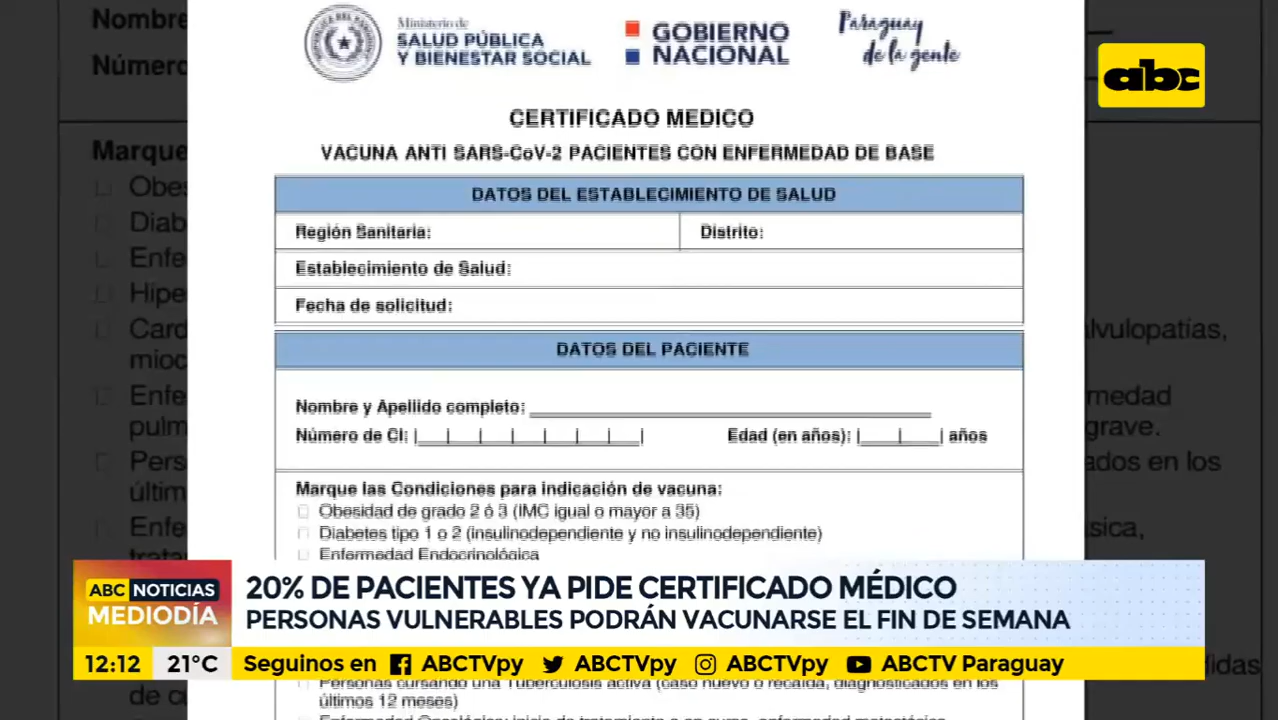 Ministerio de
SALUD PÚBLICA
Y BIENESTAR SOCIAL
GOBIERNO
NACIONAL
Paraguay
de la gente
abc
CERTIFICADO MEDICO
VACUNA ANTI SARS-CoV-2 PACIENTES CON ENFERMEDAD DE BASE
DATOS DEL ESTABLECIMIENTO DE SALUD
Región Sanitaria: Distrito:
Establecimiento de Salud:
Fecha de solicitud:
DATOS DEL PACIENTE
Nombre y Apellido completo:
Número de CI: Edad (en años): años
Marque las Condiciones para indicación de vacuna:
Obesidad de grado 2 ó 3 (IMC igual o mayor a 35)
Diabetes tipo 1 o 2 (insulinodependiente y no insulinodependiente)
Enfermedad Endocrinológica
ABC NOTICIAS
MEDIODÍA
20% DE PACIENTES YA PIDE CERTIFICADO MÉDICO
PERSONAS VULNERABLES PODRÁN VACUNARSE EL FIN DE SEMANA
12:12 21°C Seguinos en ABCTVpy ABCTVpy ABCTVpy ABCTV Paraguay
Personas cursando una Tuberculosis activa (caso nuevo o recaída, diagnosticados en los
últimos 12 meses)
Nombre
Número
Marque
Obes
Diab
Enfe
Hipe
Card
mioc
Enfe
pulm
Pers
últim
Enfe
trata
de cu
alvulopatías,
rmedad
grave.
ados en los
ásica,
didas